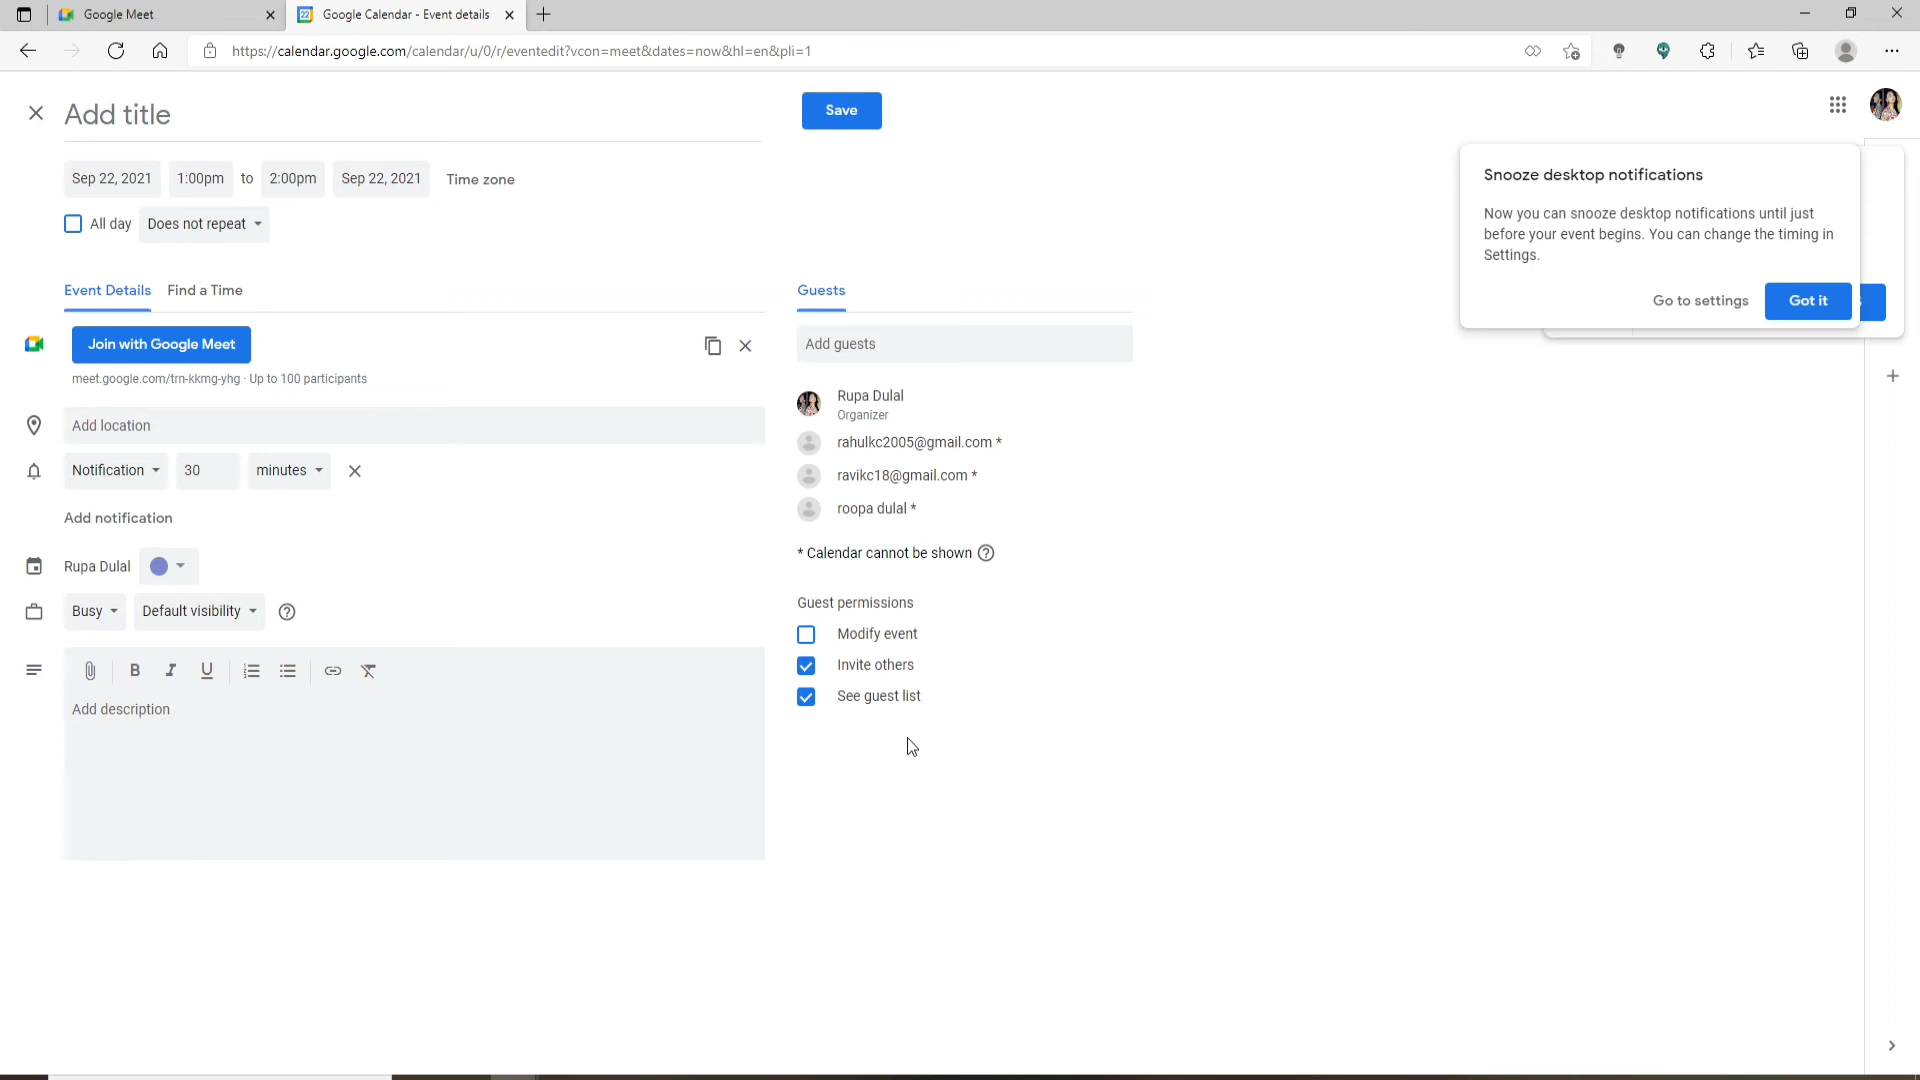 Google Meet
Google Calendar - Event details
https://calendar.google.com/calendar/u/0/r/eventedit?vcon=meet&dates=now&hl=en&pli=1
Add title
Save
Sep 22, 2021 1:00pm to 2:00pm Sep 22, 2021 Time zone
All day Does not repeat
Snooze desktop notifications
Now you can snooze desktop notifications until just
before your event begins. You can change the timing in
Settings.
Go to settings Got it
Event Details Find a Time
Join with Google Meet
meet.google.com/trn-kkmg-yhg · Up to 100 participants
Add location
Notification 30 minutes
Add notification
Rupa Dulal
Busy Default visibility
B I U
Add description
Guests
Add guests
Rupa Dulal
Organizer
rahulkc2005@gmail.com *
ravikc18@gmail.com *
roopa dulal *
* Calendar cannot be shown
Guest permissions
Modify event
Invite others
See guest list